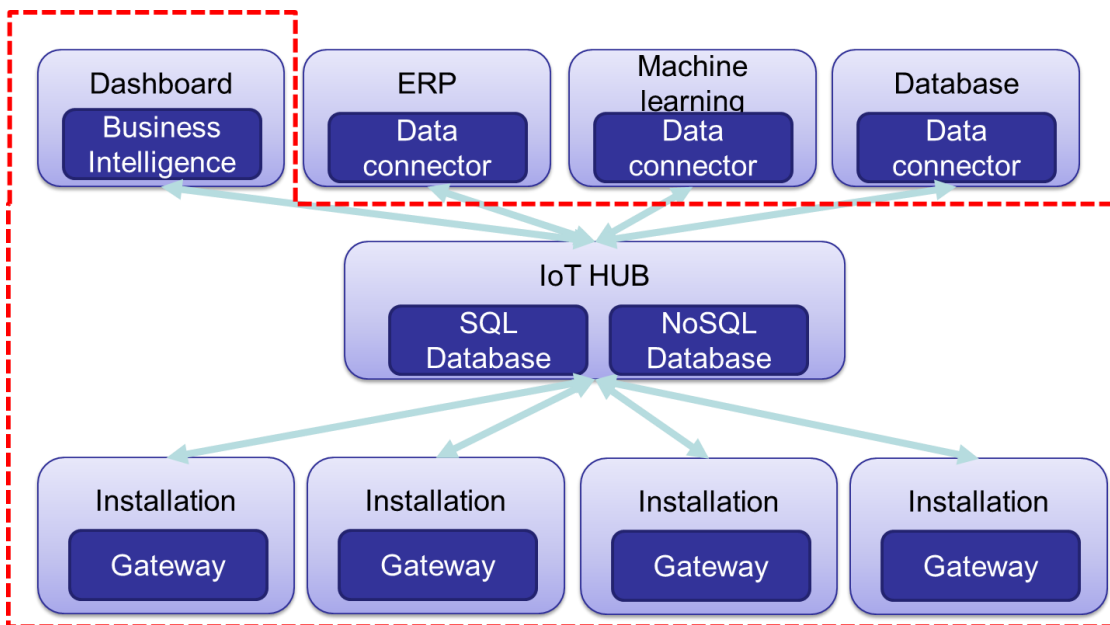 Dashboard
Business
Intelligence
ERP
Data
connector
Machine
learning
Data
connector
Database
Data
connector
IoT HUB
SQL
Database
NoSQL
Database
Installation
Gateway
Installation
Gateway
Installation
Gateway
Installation
Gateway